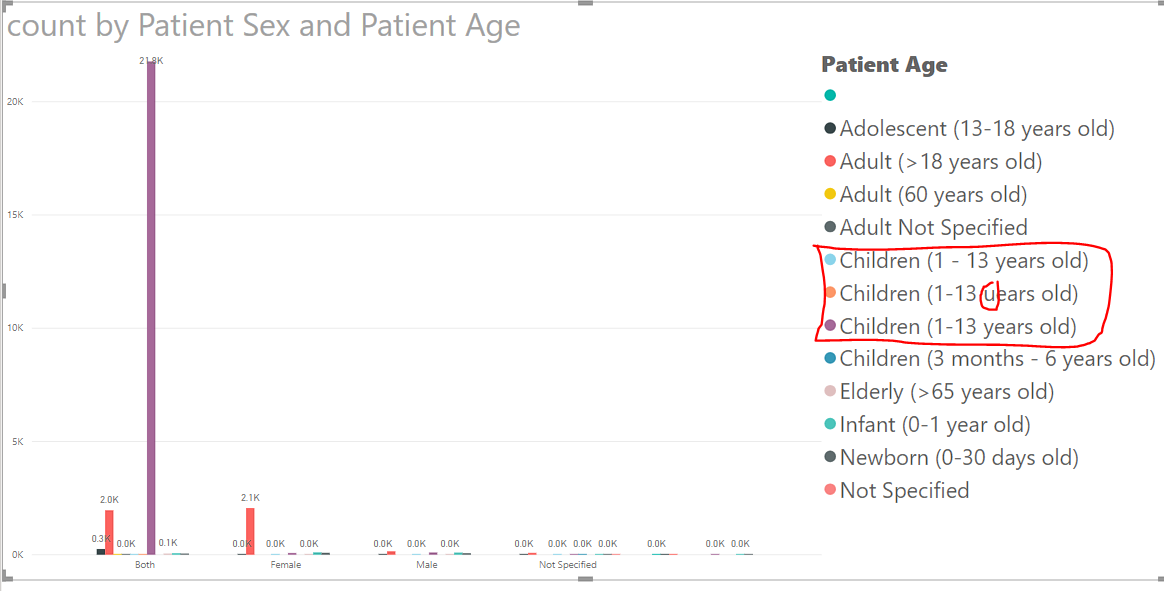 count by Patient Sex and Patient Age
Patient Age
Adolescent (13-18 years old)
Adult (>18 years old)
Adult (60 years old)
Adult Not Specified
Children (1 - 13 years old)
Children (1-13 uears old)
Children (1-13 years old)
Children (3 months - 6 years old)
Elderly (>65 years old)
Infant (0-1 year old)
Newborn (0-30 days old)
Not Specified
20K
15K
10K
5K
0K
21.8K
0.3K
2.0K
0.0K
0.1K
0.0K
2.1K
0.0K
0.0K
0.0K
0.0K
0.0K
0.0K
0.0K
0.0K
0.0K
0.0K
0.0K
0.0K
Both
Female
Male
Not Specified